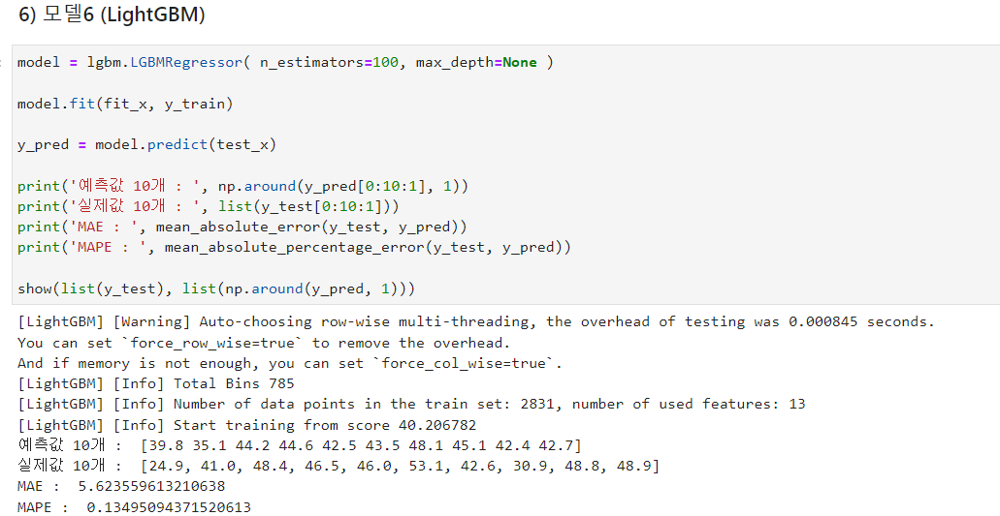 6) 모델6 (LightGBM)
model = lgbm.LGBMRegressor( n_estimators=100, max_depth=None )
model.fit(fit_x, y_train)
y_pred = model.predict(test_x)
print('예측값 10개 : ', np.around(y_pred[0:10:1], 1))
print('실제값 10개 : ', list(y_test[0:10:1]))
print('MAE : ', mean_absolute_error(y_test, y_pred))
print('MAPE : ', mean_absolute_percentage_error(y_test, y_pred))
show(list(y_test), list(np.around(y_pred, 1)))
[LightGBM] [Warning] Auto-choosing row-wise multi-threading, the overhead of testing was 0.000845 seconds.
You can set `force_row_wise=true` to remove the overhead.
And if memory is not enough, you can set `force_col_wise=true`.
[LightGBM] [Info] Total Bins 785
[LightGBM] [Info] Number of data points in the train set: 2831, number of used features: 13
[LightGBM] [Info] Start training from score 40.206782
예측값 10개 :  [39.8 35.1 44.2 44.6 42.5 43.5 48.1 45.1 42.4 42.7]
실제값 10개 :  [24.9, 41.0, 48.4, 46.5, 46.0, 53.1, 42.6, 30.9, 48.8, 48.9]
MAE :  5.623559613210638
MAPE :  0.13495094371520613